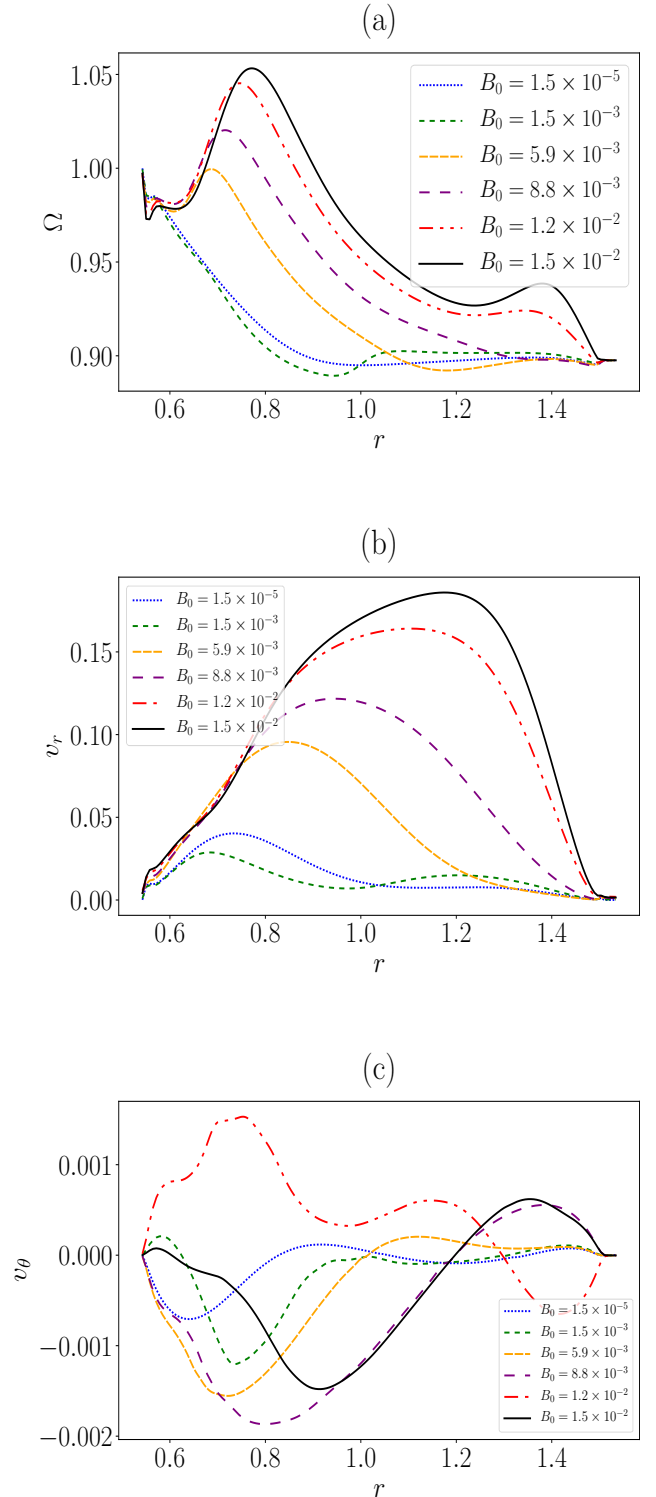 (a)
1.05
1.00
0.95
0.90
Ω
B₀ = 1.5 × 10⁻⁵
B₀ = 1.5 × 10⁻³
B₀ = 5.9 × 10⁻³
B₀ = 8.8 × 10⁻³
B₀ = 1.2 × 10⁻²
B₀ = 1.5 × 10⁻²
0.6 0.8 1.0 1.2 1.4
r
(b)
0.15
0.10
0.05
0.00
v_r
B₀ = 1.5 × 10⁻⁵
B₀ = 1.5 × 10⁻³
B₀ = 5.9 × 10⁻³
B₀ = 8.8 × 10⁻³
B₀ = 1.2 × 10⁻²
B₀ = 1.5 × 10⁻²
0.6 0.8 1.0 1.2 1.4
r
(c)
0.001
0.000
−0.001
−0.002
v_θ
B₀ = 1.5 × 10⁻⁵
B₀ = 1.5 × 10⁻³
B₀ = 5.9 × 10⁻³
B₀ = 8.8 × 10⁻³
B₀ = 1.2 × 10⁻²
B₀ = 1.5 × 10⁻²
0.6 0.8 1.0 1.2 1.4
r